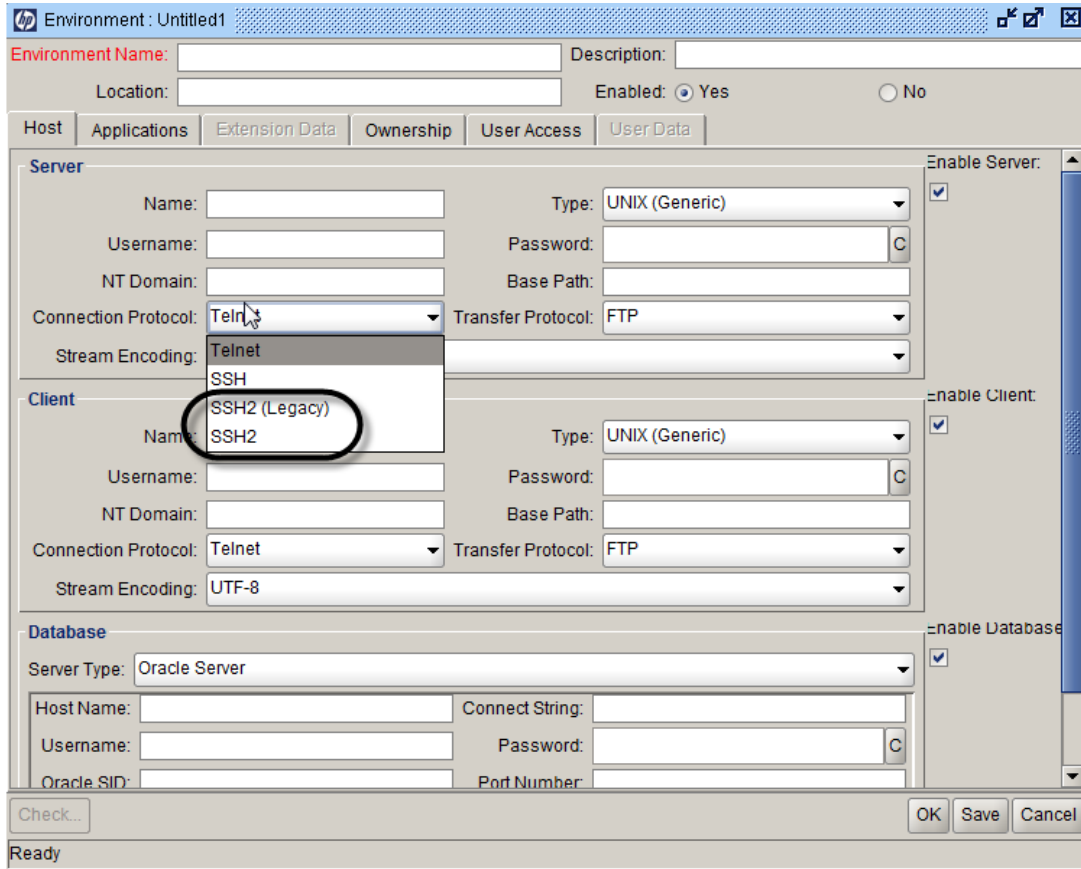 hp Environment : Untitled1
Environment Name: Description:
Location: Enabled: Yes No
Host Applications Extension Data Ownership User Access User Data
Server Enable Server:
Name: Type: UNIX (Generic)
Username: Password: C
NT Domain: Base Path:
Connection Protocol: Telnet Transfer Protocol: FTP
Stream Encoding: Telnet
SSH
Client SSH2 (Legacy) Enable Client:
Name: SSH2 Type: UNIX (Generic)
Username: Password: C
NT Domain: Base Path:
Connection Protocol: Telnet Transfer Protocol: FTP
Stream Encoding: UTF-8
Database Enable Database
Server Type: Oracle Server
Host Name: Connect String:
Username: Password: C
Oracle SID: Port Number:
Check... OK Save Cancel
Ready